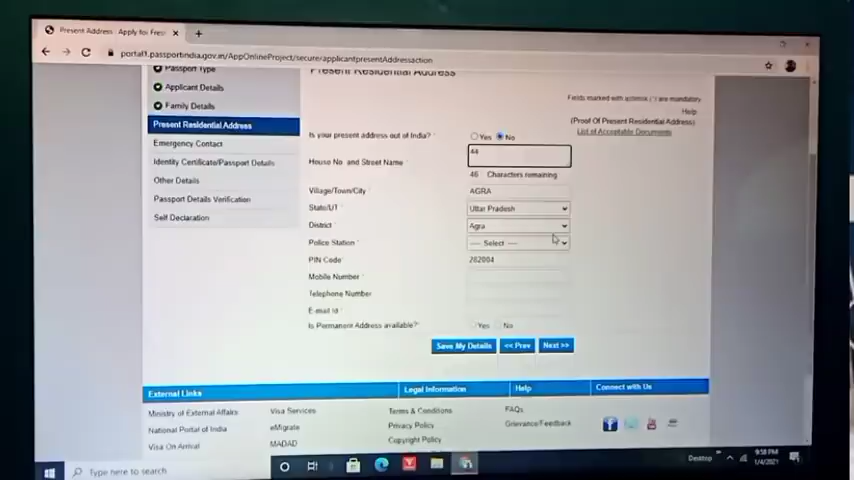 Present Address : Apply for Fres
portal1.passportindia.gov.in/AppOnlineProject/secure/applicantpresentAddressaction
Passport Type
Present Residential Address
Applicant Details
Fields marked with asterisk (*) are mandatory
Family Details
Help
(Proof Of Present Residential Address)
List of Acceptable Documents
Present Residential Address
Is your present address out of India? * Yes No
Emergency Contact
44
House No. and Street Name *
Identity Certificate/Passport Details
46 Characters remaining
Other Details
Village/Town/City * AGRA
Passport Details Verification
State/UT * Uttar Pradesh
Self Declaration
District * Agra
Police Station * ---- Select ----
PIN Code * 282004
Mobile Number *
Telephone Number
E-mail Id *
Is Permanent Address available? * Yes No
Save My Details << Prev Next >>
External Links Legal Information Help Connect with Us
Ministry of External Affairs Visa Services Terms & Conditions FAQs
National Portal of India eMigrate Privacy Policy Grievance/Feedback
Visa On Arrival MADAD Copyright Policy
Type here to search
Desktop
9:58 PM
1/4/2021